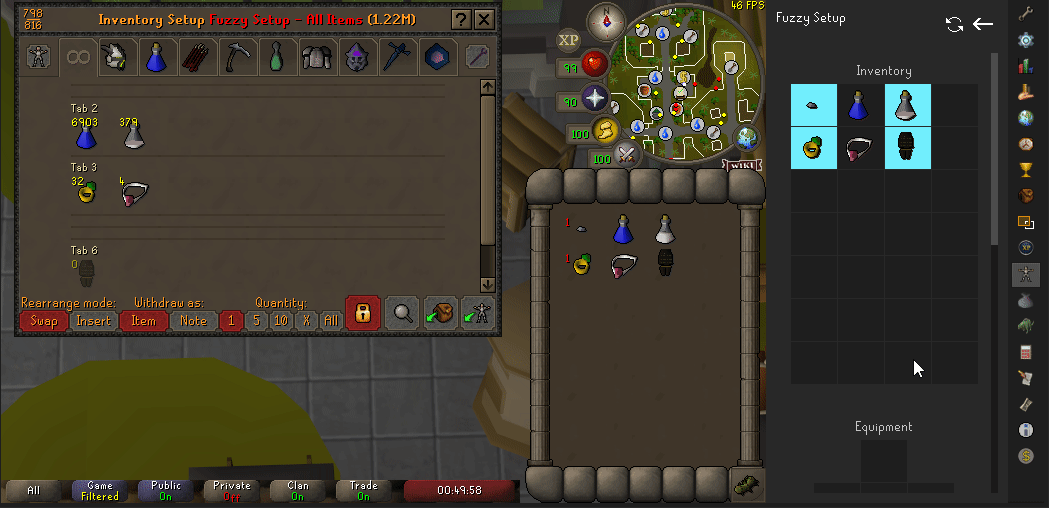 798
816
Inventory Setup Fuzzy Setup - All Items (1.22M)
?
Tab 2
6903
379
Tab 3
32
4
Tab 6
0
Rearrange mode:
Withdraw as:
Quantity:
Swap
Insert
Item
Note
1
5
10
X
All
46 FPS
XP
99
90
100
100
WIKI
1
1
All
Game
Filtered
Public
On
Private
Off
Clan
On
Trade
On
00:49:58
Fuzzy Setup
Inventory
Equipment
XP